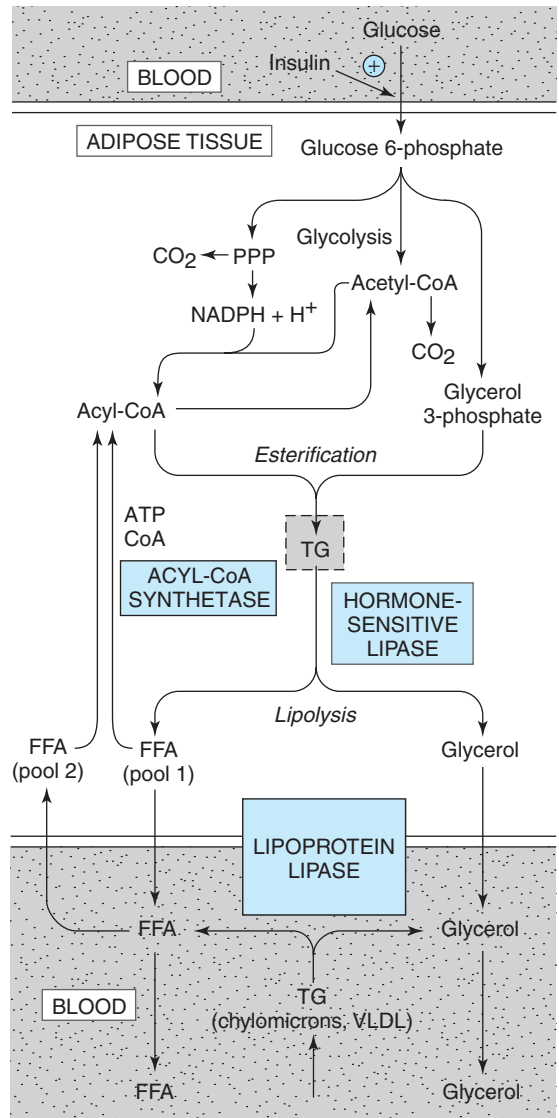 Glucose
Insulin
+
BLOOD
ADIPOSE TISSUE
Glucose 6-phosphate
Glycolysis
CO2
PPP
Acetyl-CoA
NADPH + H+
CO2
Acyl-CoA
Glycerol
3-phosphate
Esterification
ATP
CoA
TG
ACYL-CoA
SYNTHETASE
HORMONE-
SENSITIVE
LIPASE
Lipolysis
FFA
(pool 2)
FFA
(pool 1)
Glycerol
LIPOPROTEIN
LIPASE
FFA
Glycerol
BLOOD
TG
(chylomicrons, VLDL)
FFA
Glycerol